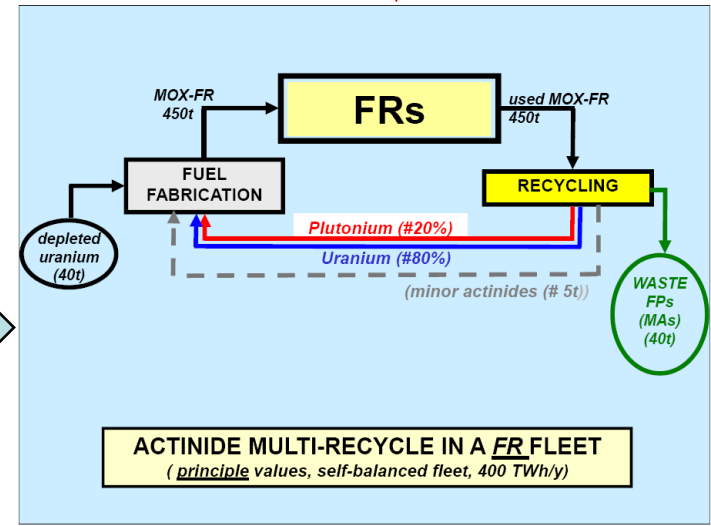 MOX-FR
450t
FRs
used MOX-FR
450t
FUEL
FABRICATION
RECYCLING
depleted
uranium
(40t)
Plutonium (#20%)
Uranium (#80%)
(minor actinides (# 5t))
WASTE
FPs
(MAs)
(40t)
ACTINIDE MULTI-RECYCLE IN A FR FLEET
( principle values, self-balanced fleet, 400 TWh/y)